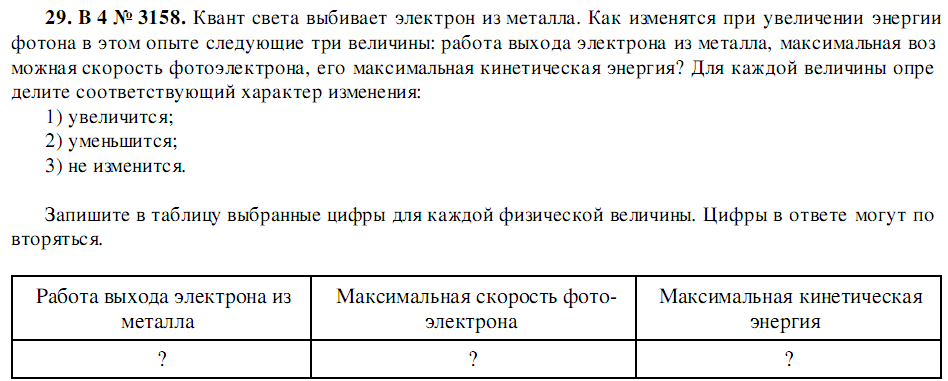 29. В 4 № 3158. Квант света выбивает электрон из металла. Как изменятся при увеличении энергии
фотона в этом опыте следующие три величины: работа выхода электрона из металла, максимальная воз
можная скорость фотоэлектрона, его максимальная кинетическая энергия? Для каждой величины опре
делите соответствующий характер изменения:
1) увеличится;
2) уменьшится;
3) не изменится.
Запишите в таблицу выбранные цифры для каждой физической величины. Цифры в ответе могут по
вторяться.
Работа выхода электрона из
металла
Максимальная скорость фото-
электрона
Максимальная кинетическая
энергия
? ? ?